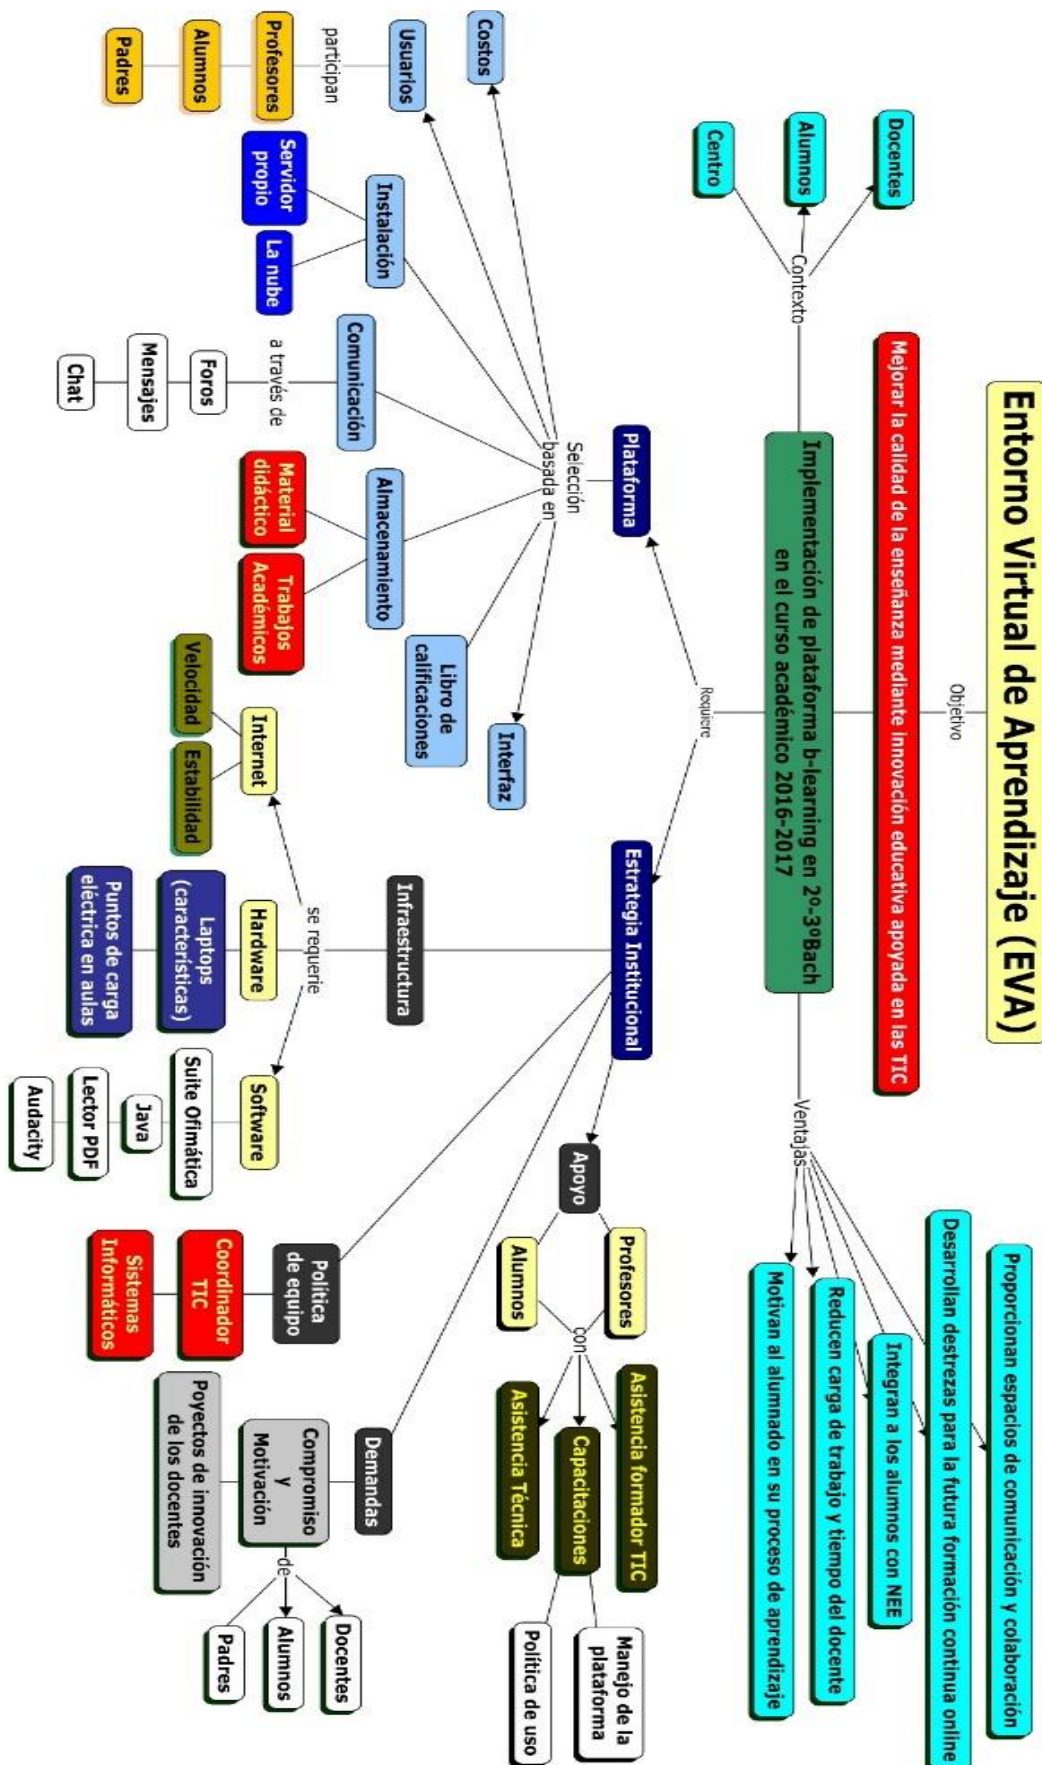 Entorno Virtual de Aprendizaje (EVA)
Objetivo
Mejorar la calidad de la enseñanza mediante innovación educativa apoyada en las TIC
Implementación de plataforma b-learning en 2º-3ºBach
en el curso académico 2016-2017
Contexto
Docentes
Alumnos
Centro
Ventajas
Proporcionan espacios de comunicación y colaboración
Desarrollan destrezas para la futura formación continua online
Integran a los alumnos con NEE
Reducen carga de trabajo y tiempo del docente
Motivan al alumnado en su proceso de aprendizaje
Requiere
Plataforma
Selección
basada en
Costos
Usuarios
participan
Profesores
Alumnos
Padres
Instalación
Servidor
propio
La nube
Comunicación
a través de
Foros
Mensajes
Chat
Almacenamiento
Material
didáctico
Trabajos
Académicos
Libro de
calificaciones
Interfaz
Estrategia Institucional
Infraestructura
se requerie
Internet
Velocidad
Estabilidad
Hardware
Laptops
(características)
Puntos de carga
eléctrica en aulas
Software
Suite Ofimática
Java
Lector PDF
Audacity
Apoyo
Profesores
Alumnos
con
Asistencia formador TIC
Capacitaciones
Asistencia Técnica
Manejo de la
plataforma
Política de uso
Política
de equipo
Coordinador
TIC
Sistemas
Informáticos
Demandas
Compromiso
y
Motivación
de
Docentes
Alumnos
Padres
Poyectos de innovación
de los docentes